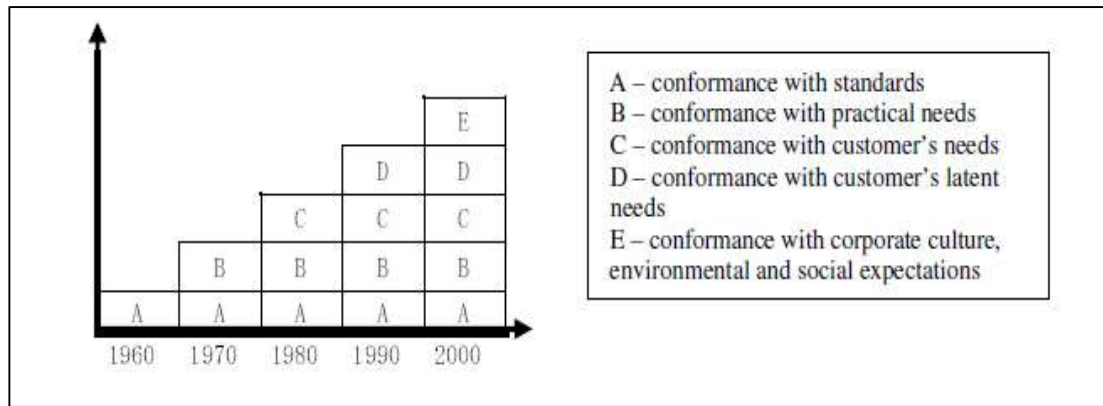 E
D D
C C C
B B B B
A A A A A
1960 1970 1980 1990 2000
A – conformance with standards
B – conformance with practical needs
C – conformance with customer's needs
D – conformance with customer's latent
needs
E – conformance with corporate culture,
environmental and social expectations